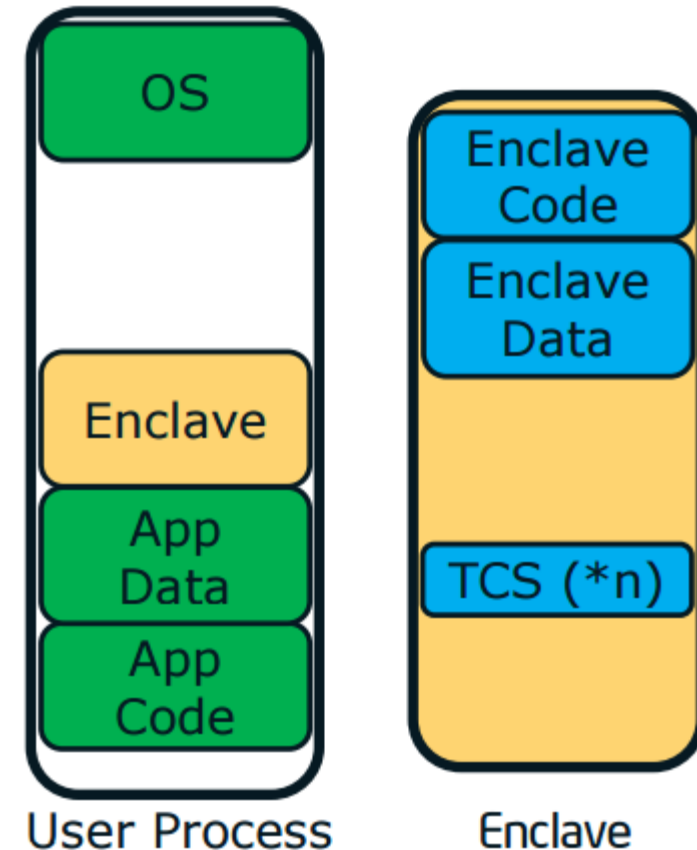 OS
Enclave
App
Data
App
Code
User Process
Enclave
Code
Enclave
Data
TCS (*n)
Enclave